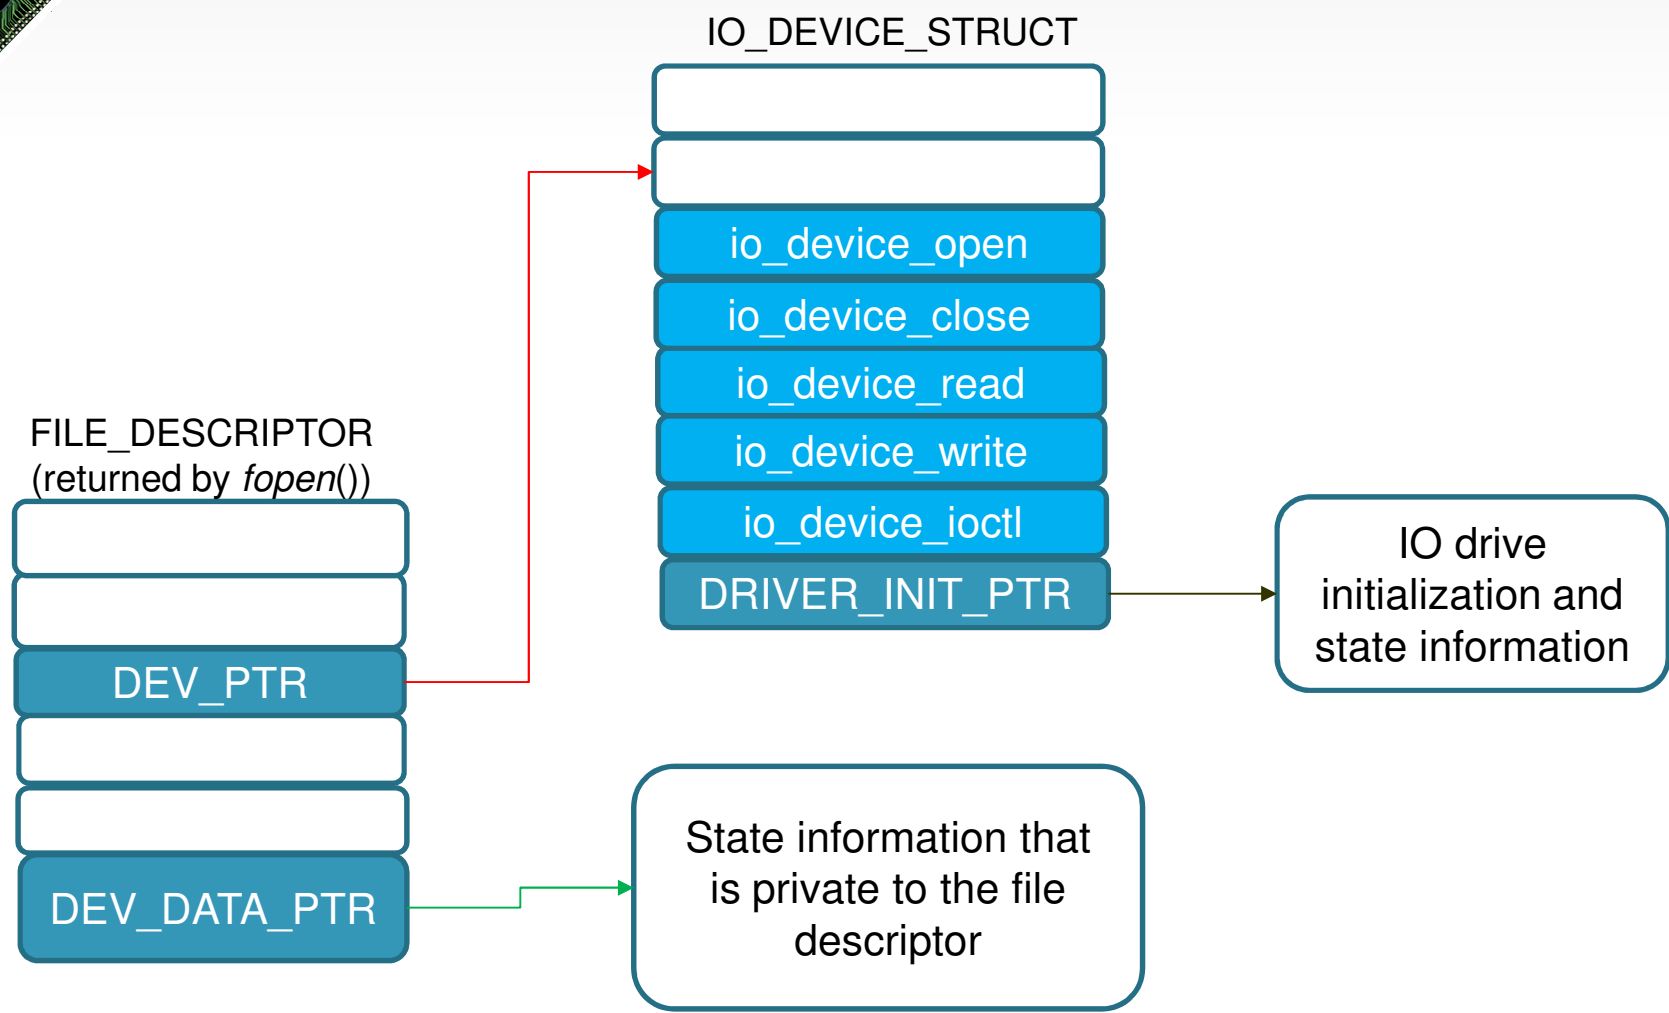 IO_DEVICE_STRUCT
io_device_open
io_device_close
io_device_read
io_device_write
io_device_ioctl
DRIVER_INIT_PTR
IO drive
initialization and
state information
FILE_DESCRIPTOR
(returned by fopen())
DEV_PTR
DEV_DATA_PTR
State information that
is private to the file
descriptor